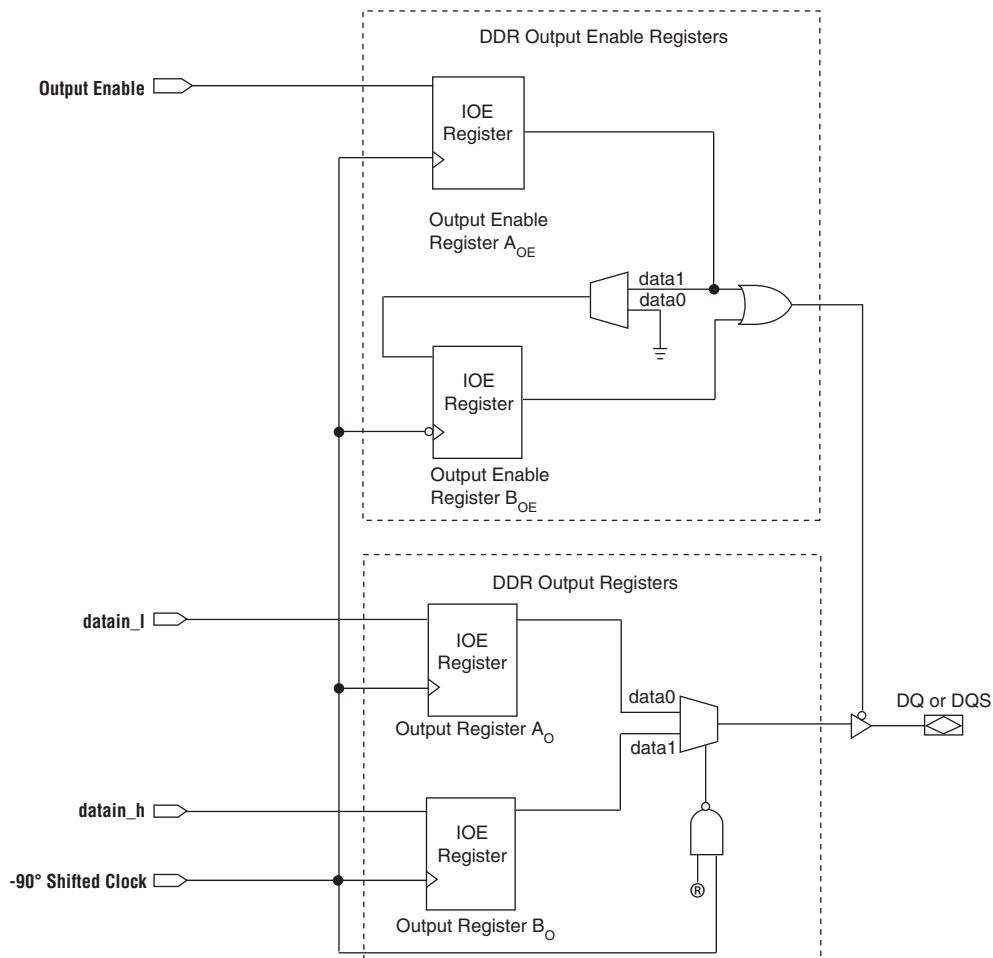 DDR Output Enable Registers
Output Enable
IOE
Register
Output Enable
Register A_OE
data1
data0
IOE
Register
Output Enable
Register B_OE
DDR Output Registers
datain_l
IOE
Register
data0
DQ or DQS
Output Register A_O
data1
datain_h
IOE
Register
-90° Shifted Clock
®
Output Register B_O